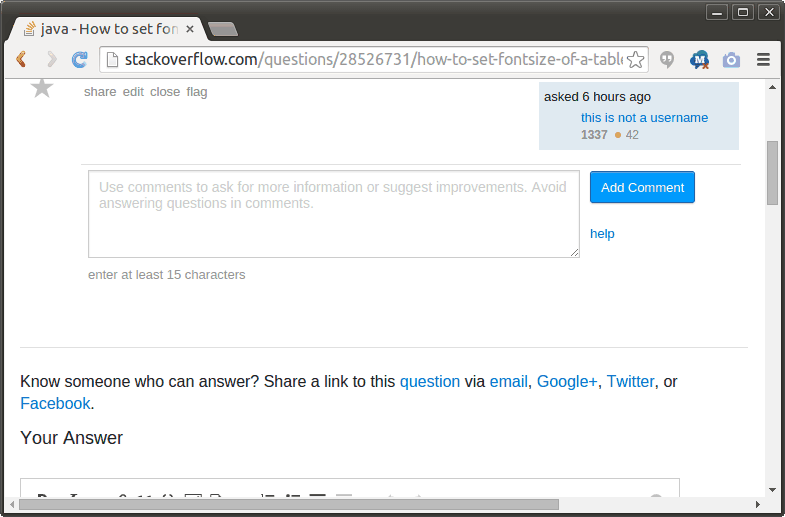 java - How to set fon
stackoverflow.com/questions/28526731/how-to-set-fontsize-of-a-table
share edit close flag
asked 6 hours ago
this is not a username
1337 42
Use comments to ask for more information or suggest improvements. Avoid
answering questions in comments.
Add Comment
help
enter at least 15 characters
Know someone who can answer? Share a link to this question via email, Google+, Twitter, or
Facebook.
Your Answer